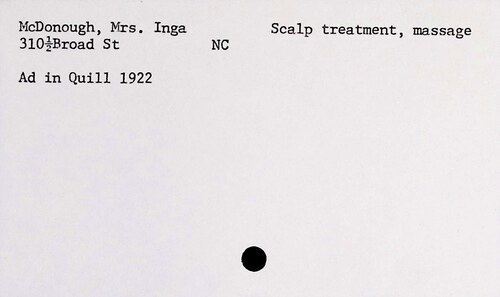 McDonough, Mrs. Inga Scalp treatment, massage
310½Broad St NC
Ad in Quill 1922